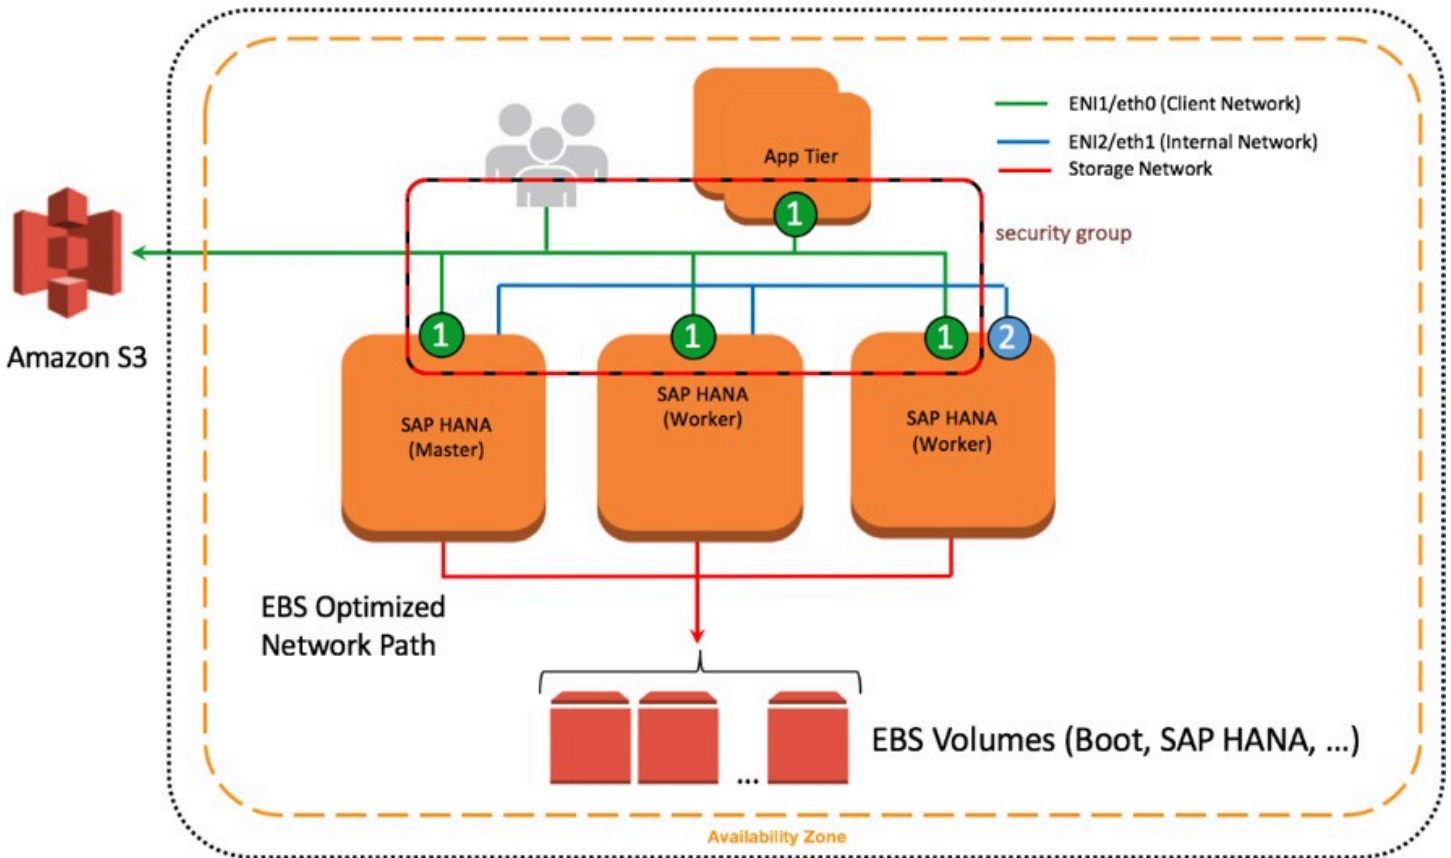 App Tier
ENI1/eth0 (Client Network)
ENI2/eth1 (Internal Network)
Storage Network
1
security group
Amazon S3
1
1
1
2
SAP HANA
(Master)
SAP HANA
(Worker)
SAP HANA
(Worker)
EBS Optimized
Network Path
...
EBS Volumes (Boot, SAP HANA, ...)
Availability Zone